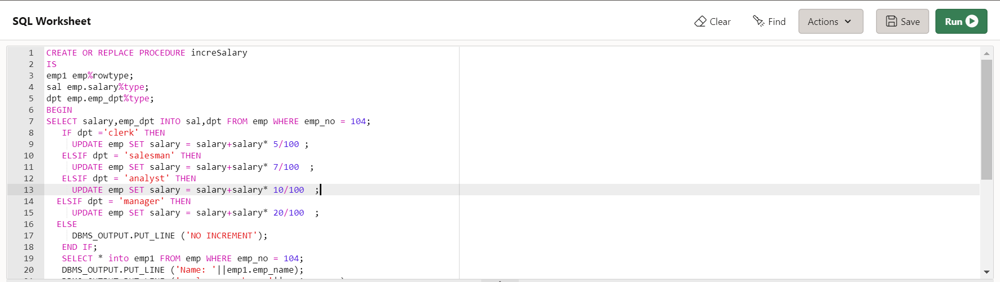 SQL Worksheet
Clear
Find
Actions
Save
Run
1 CREATE OR REPLACE PROCEDURE increSalary
2 IS
3 emp1 emp%rowtype;
4 sal emp.salary%type;
5 dpt emp.emp_dpt%type;
6 BEGIN
7 SELECT salary,emp_dpt INTO sal,dpt FROM emp WHERE emp_no = 104;
8 IF dpt ='clerk' THEN
9 UPDATE emp SET salary = salary+salary* 5/100 ;
10 ELSIF dpt = 'salesman' THEN
11 UPDATE emp SET salary = salary+salary* 7/100  ;
12 ELSIF dpt = 'analyst' THEN
13 UPDATE emp SET salary = salary+salary* 10/100  ;
14 ELSIF dpt = 'manager' THEN
15 UPDATE emp SET salary = salary+salary* 20/100  ;
16 ELSE
17 DBMS_OUTPUT.PUT_LINE ('NO INCREMENT');
18 END IF;
19 SELECT * into emp1 FROM emp WHERE emp_no = 104;
20 DBMS_OUTPUT.PUT_LINE ('Name: '||emp1.emp_name);